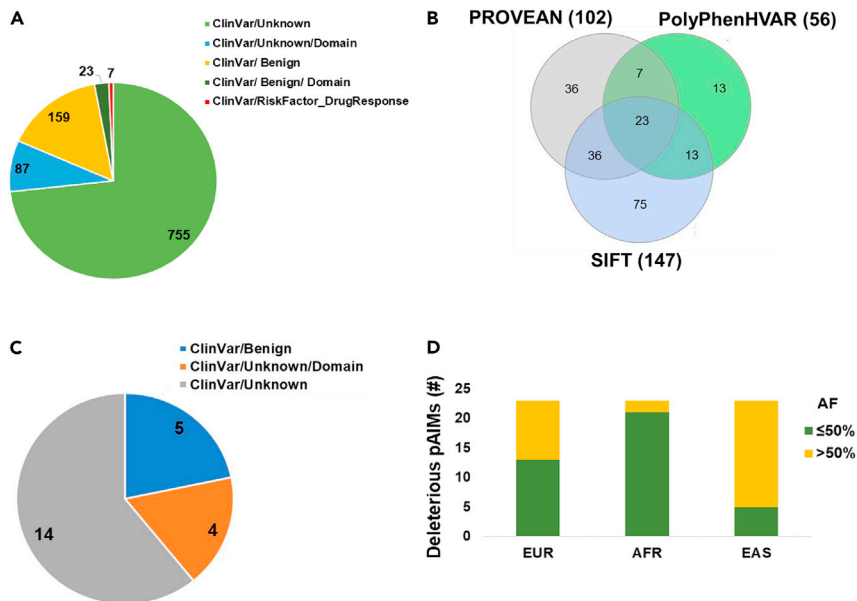 A
ClinVar/Unknown
ClinVar/Unknown/Domain
ClinVar/ Benign
ClinVar/ Benign/ Domain
ClinVar/RiskFactor_DrugResponse
23
7
159
87
755
B
PROVEAN (102)
PolyPhenHVAR (56)
36
7
13
23
36
13
75
SIFT (147)
C
ClinVar/Benign
ClinVar/Unknown/Domain
ClinVar/Unknown
5
14
4
D
Deleterious pAIMs (#)
25
20
15
10
5
0
EUR
AFR
EAS
AF
≤50%
>50%